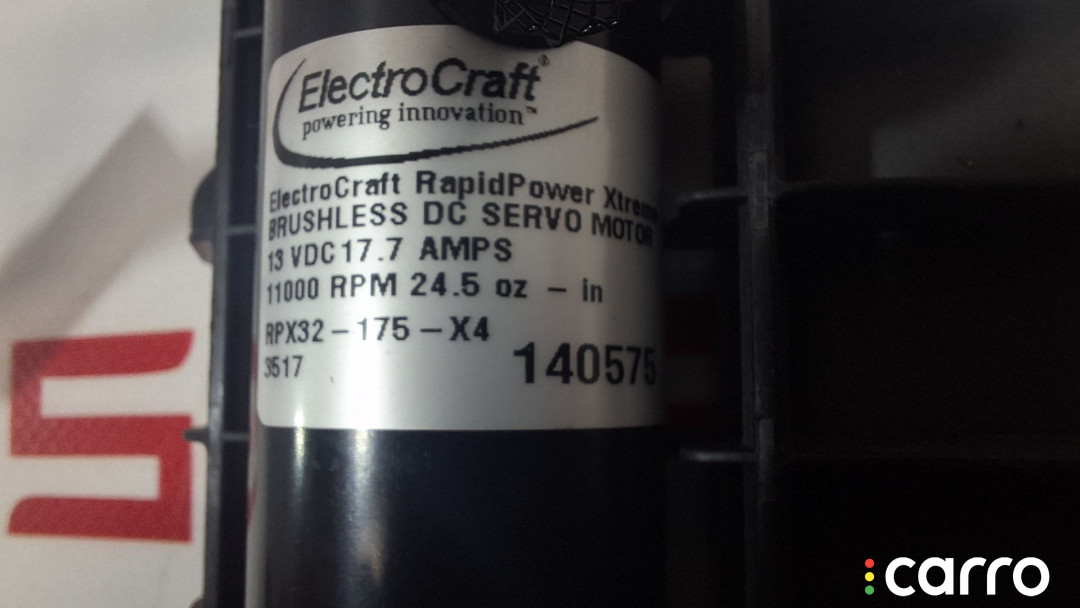 ElectroCraft®
powering innovation™
ElectroCraft RapidPower Xtreme
BRUSHLESS DC SERVO MOTOR
13 VDC 17.7 AMPS
11000 RPM 24.5 oz - in
RPX32-175-X4
3517
140575
carro